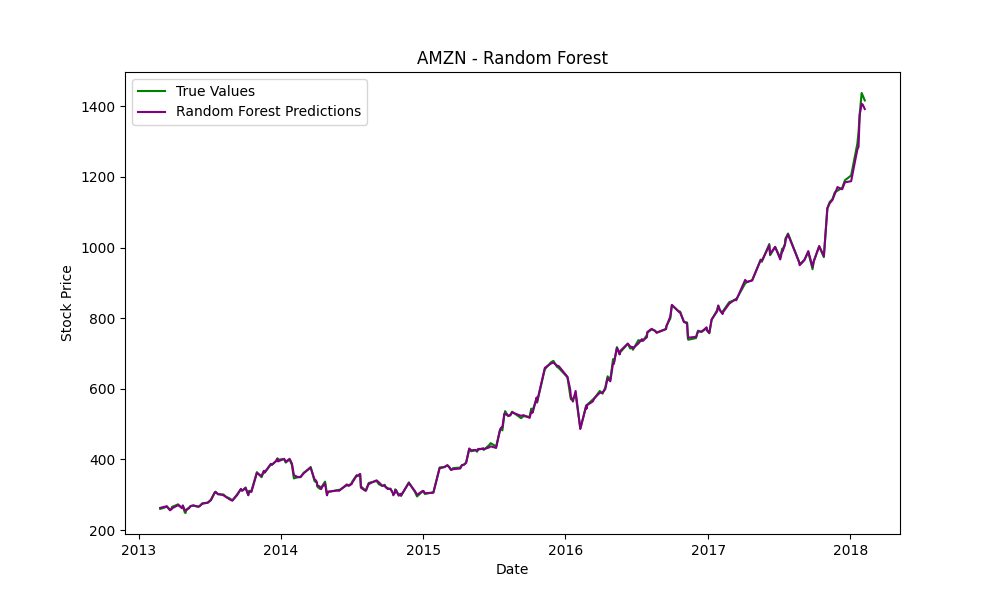 AMZN - Random Forest
True Values
Random Forest Predictions
1400
1200
1000
800
600
400
200
Stock Price
2013 2014 2015 2016 2017 2018
Date